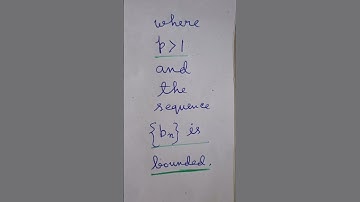 where
p>1
and
the
sequence
{bₙ} is
bounded.